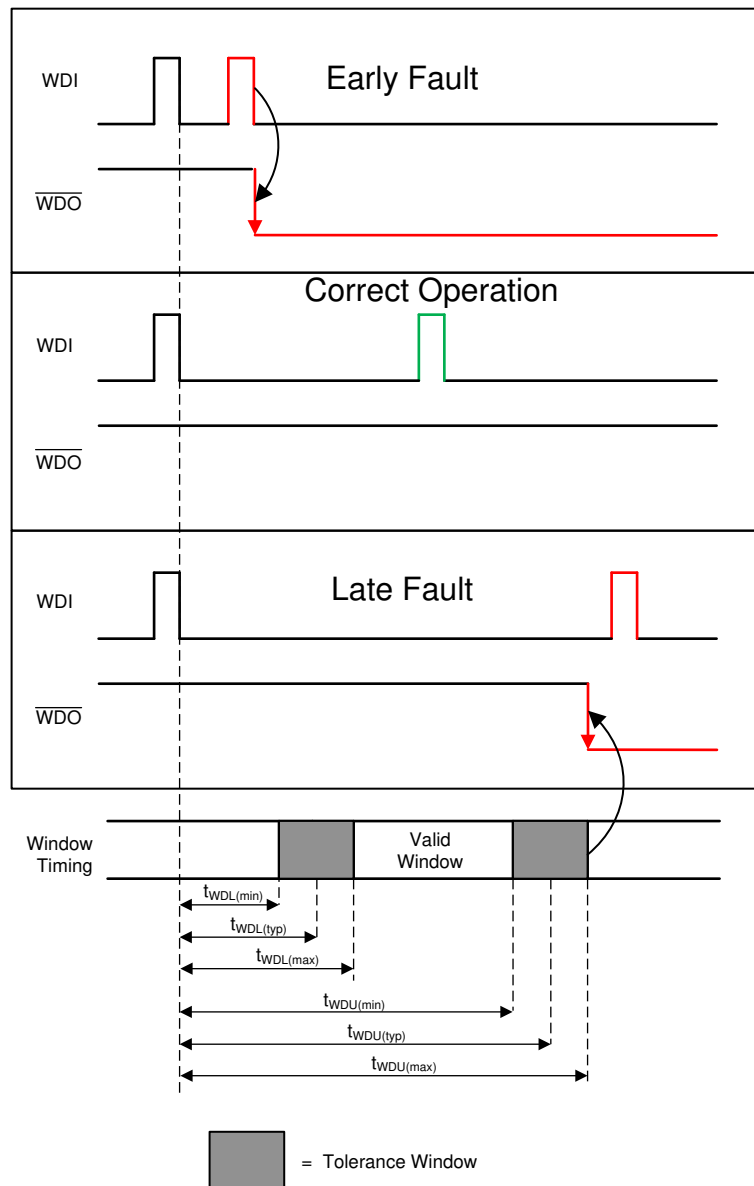 Early Fault
WDI
WDO
Correct Operation
WDI
WDO
Late Fault
WDI
WDO
Window
Timing
Valid
Window
tWDL(min)
tWDL(typ)
tWDL(max)
tWDU(min)
tWDU(typ)
tWDU(max)
= Tolerance Window